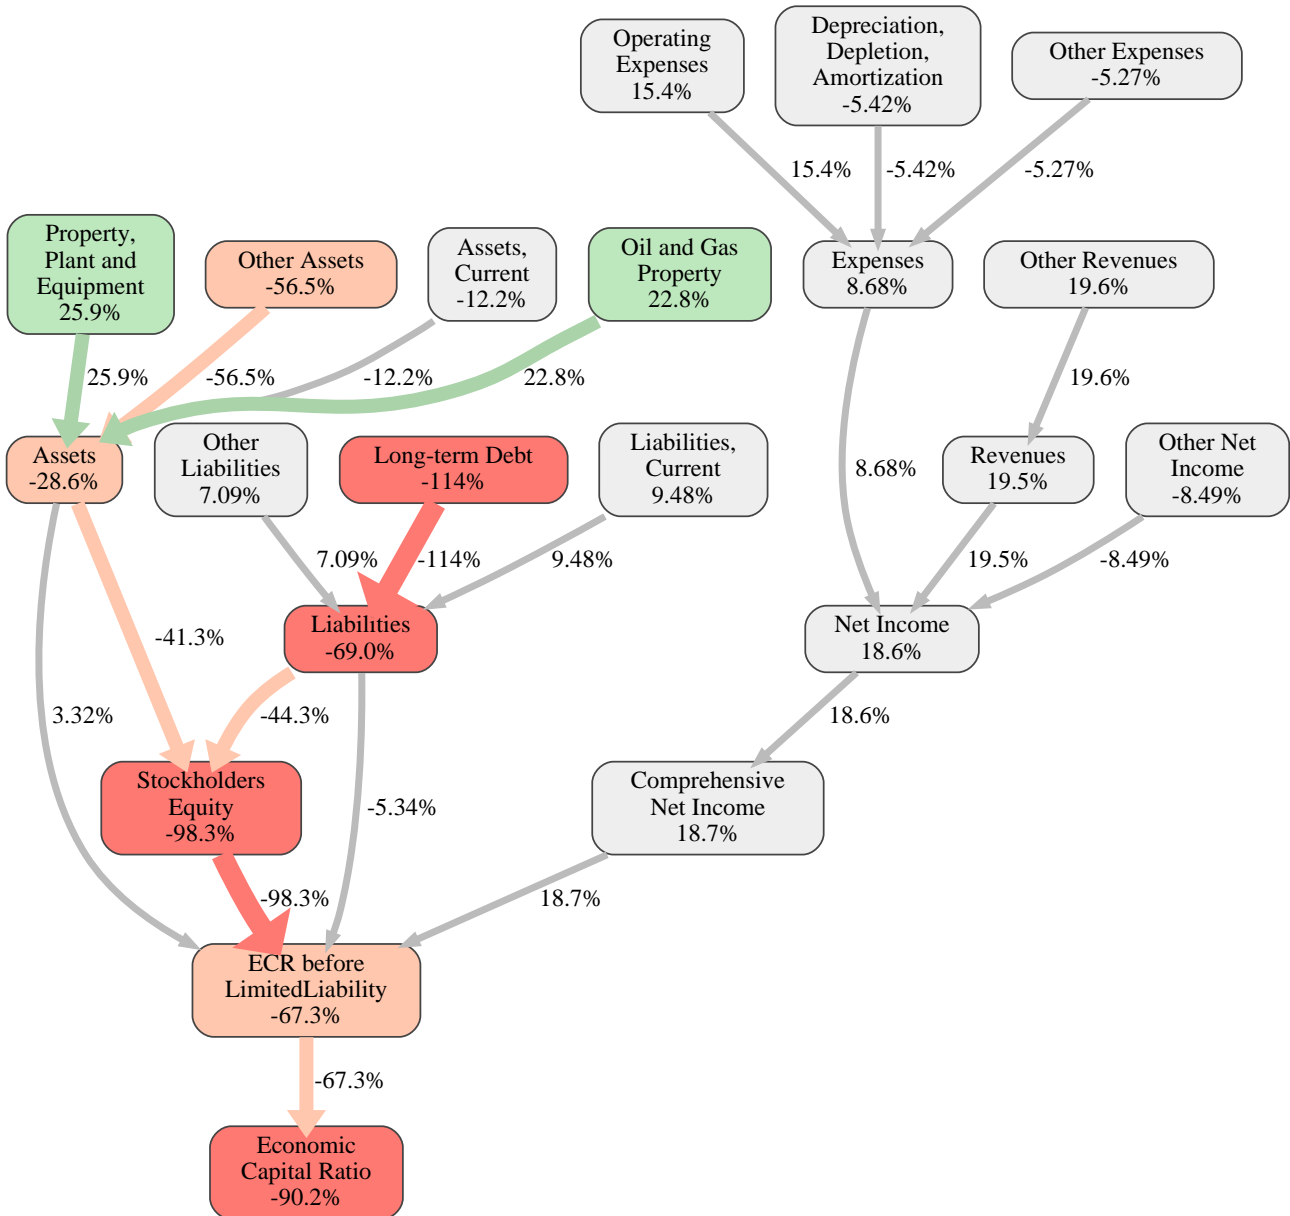 Operating
Expenses
15.4%
Depreciation,
Depletion,
Amortization
-5.42%
Other Expenses
-5.27%
15.4%
-5.42%
-5.27%
Property,
Plant and
Equipment
25.9%
Other Assets
-56.5%
Assets,
Current
-12.2%
Oil and Gas
Property
22.8%
Expenses
8.68%
Other Revenues
19.6%
25.9%
-56.5%
-12.2%
22.8%
19.6%
Assets
-28.6%
Other
Liabilities
7.09%
Long-term Debt
-114%
Liabilities,
Current
9.48%
8.68%
Revenues
19.5%
Other Net
Income
-8.49%
7.09%
-114%
9.48%
19.5%
-8.49%
Liabilities
-69.0%
Net Income
18.6%
-41.3%
3.32%
-44.3%
18.6%
Stockholders
Equity
-98.3%
-5.34%
Comprehensive
Net Income
18.7%
-98.3%
18.7%
ECR before
LimitedLiability
-67.3%
-67.3%
Economic
Capital Ratio
-90.2%